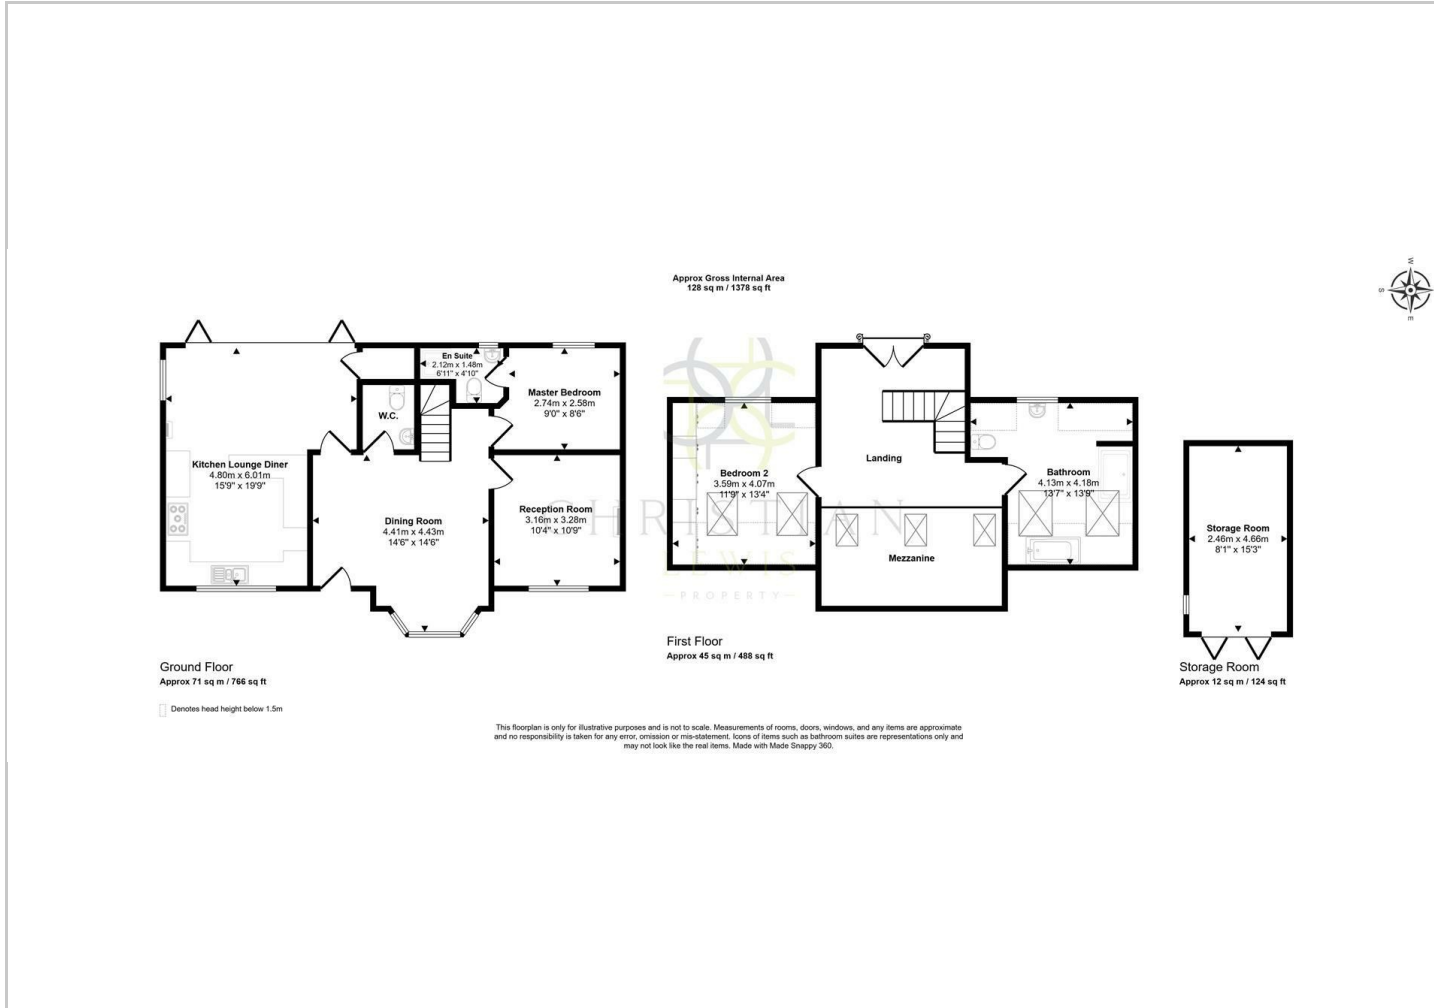 Approx Gross Internal Area
128 sq m / 1378 sq ft
W
S
E
En Suite
2.12m x 1.48m
6'11" x 4'10"
Master Bedroom
2.74m x 2.58m
9'0" x 8'6"
W.C.
Kitchen Lounge Diner
4.80m x 6.01m
15'9" x 19'9"
Reception Room
3.16m x 3.28m
10'4" x 10'9"
Dining Room
4.41m x 4.43m
14'6" x 14'6"
Landing
Bedroom 2
3.59m x 4.07m
11'9" x 13'4"
Bathroom
4.13m x 4.18m
13'7" x 13'9"
Mezzanine
Storage Room
2.46m x 4.66m
8'1" x 15'3"
CHRISTIAN
LEWIS
PROPERTY
Ground Floor
Approx 71 sq m / 766 sq ft
First Floor
Approx 45 sq m / 488 sq ft
Storage Room
Approx 12 sq m / 124 sq ft
Denotes head height below 1.5m
This floorplan is only for illustrative purposes and is not to scale. Measurements of rooms, doors, windows, and any items are approximate
and no responsibility is taken for any error, omission or mis-statement. Icons of items such as bathroom suites are representations only and
may not look like the real items. Made with Made Snappy 360.